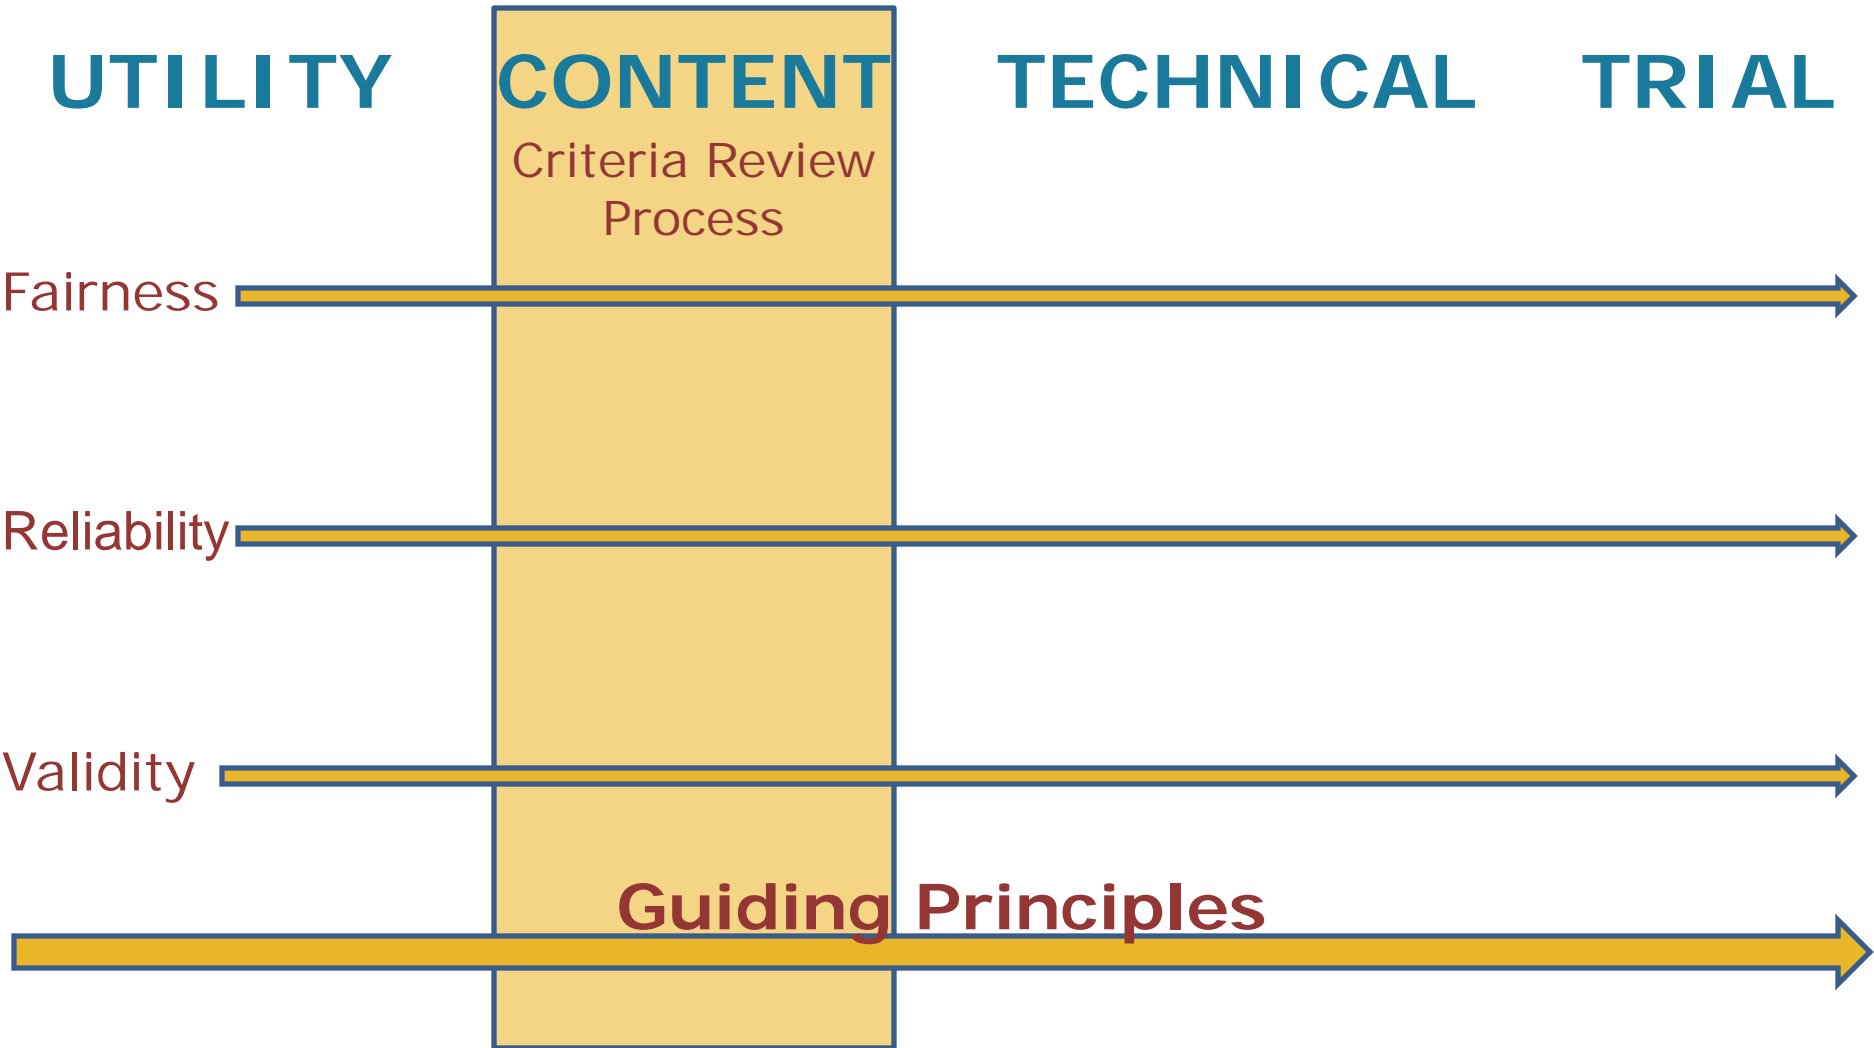 UTILITY CONTENT TECHNICAL TRIAL
Criteria Review
Process
Fairness
Reliability
Validity
Guiding Principles